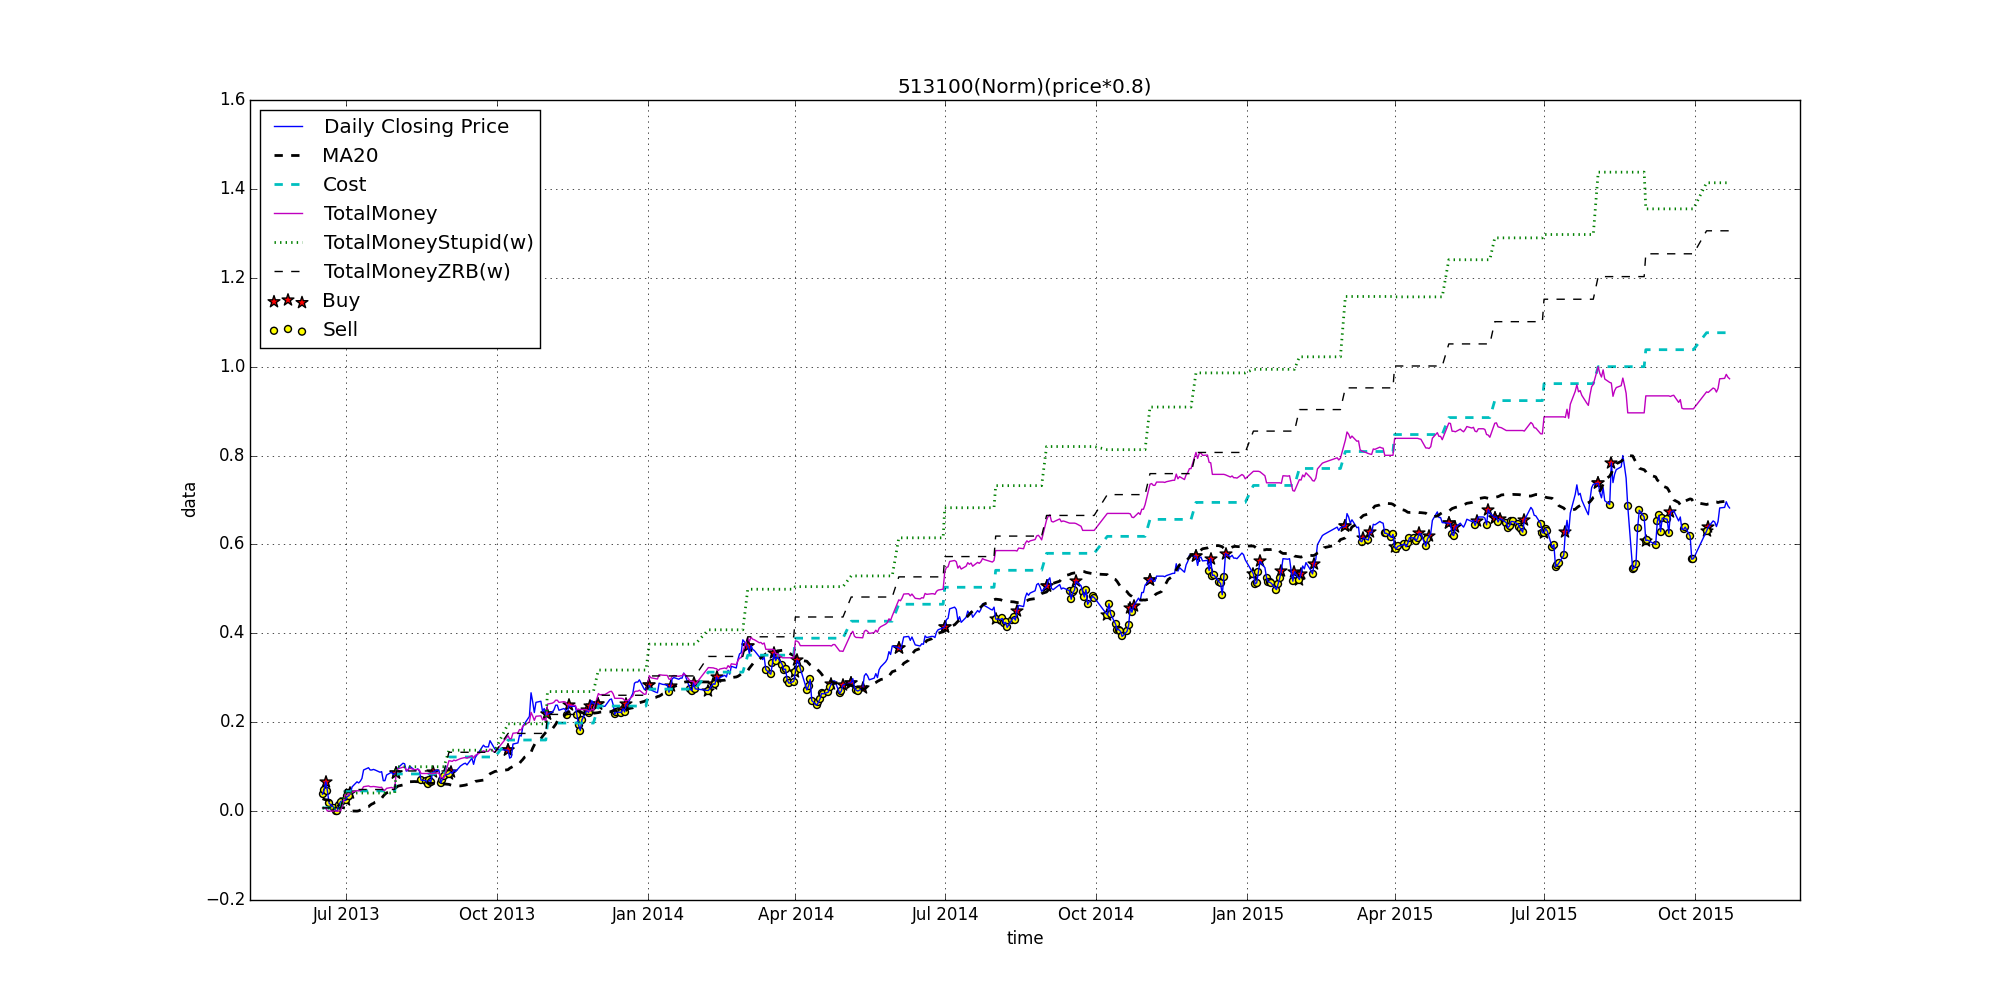 513100(Norm)(price*0.8)
1.6
1.4
1.2
1.0
0.8
0.6
0.4
0.2
0.0
−0.2
data
Daily Closing Price
MA20
Cost
TotalMoney
TotalMoneyStupid(w)
TotalMoneyZRB(w)
Buy
Sell
Jul 2013 Oct 2013 Jan 2014 Apr 2014 Jul 2014 Oct 2014 Jan 2015 Apr 2015 Jul 2015 Oct 2015
time